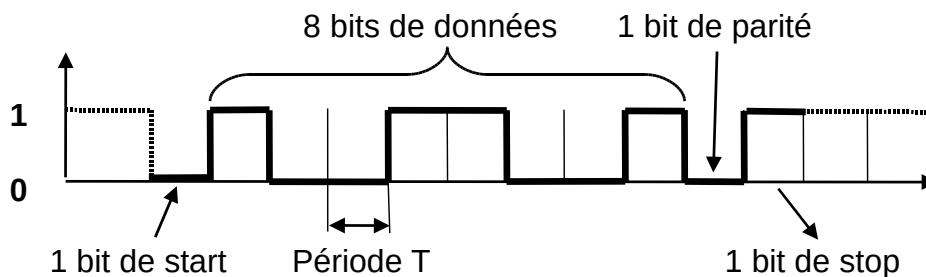 8 bits de données 1 bit de parité
1
0
1 bit de start Période T 1 bit de stop